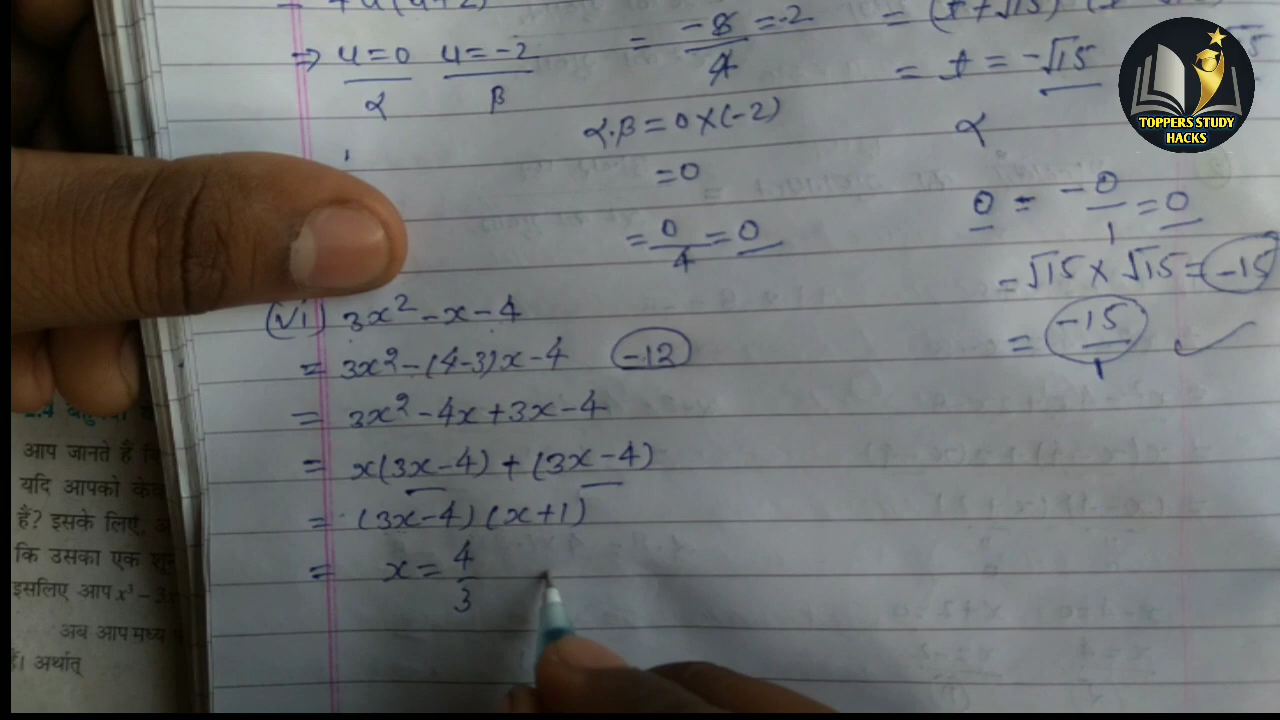 ⇒ u=0 u=-2
α β
= -8/4 =-2
α.β=0×(-2)
=0
=0/4=0
= t = -√15
α
0 = -0/1 =0
=√15×√15=-15
= -15/1
(vi) 3x²-x-4
= 3x²-(4-3)x-4 -12
= 3x²-4x+3x-4
= x(3x-4)+(3x-4)
= (3x-4)(x+1)
= x=4/3
आप जानते हैं
यदि आपको
हैं? इसके लिए,
कि उसका एक
इसलिए आप x³-3
अब आप मध्य
हैं। अर्थात्
TOPPERS STUDY
HACKS